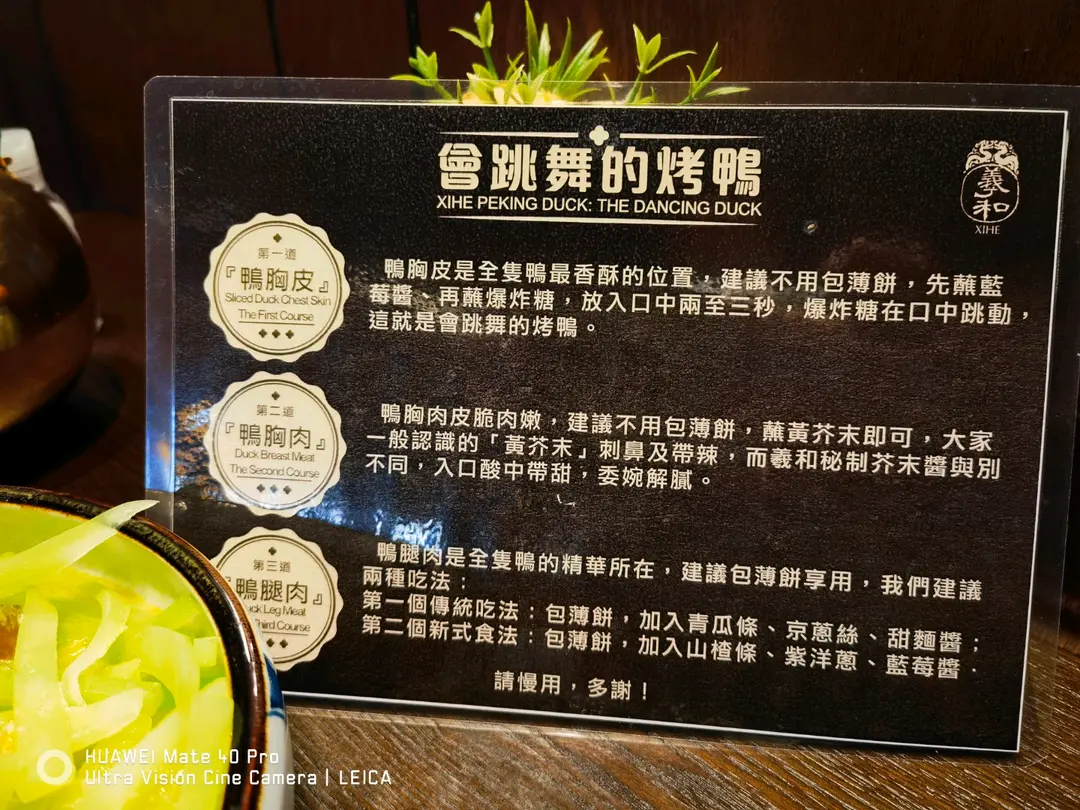 會跳舞的烤鴨
XIHE PEKING DUCK: THE DANCING DUCK
義和
XIHE
第一道
『鴨胸皮』
Sliced Duck Chest Skin
The First Course
鴨胸皮是全隻鴨最香酥的位置，建議不用包薄餅，先蘸藍
莓醬、再蘸爆炸糖，放入口中兩至三秒，爆炸糖在口中跳動，
這就是會跳舞的烤鴨。
第二道
『鴨胸肉』
Duck Breast Meat
The Second Course
鴨胸肉皮脆肉嫩，建議不用包薄餅，蘸黃芥末即可，大家
一般認識的「黃芥末」刺鼻及帶辣，而羲和秘制芥末醬與別
不同，入口酸中帶甜，委婉解膩。
第三道
『鴨腿肉』
uck Leg Meat
hird Course
鴨腿肉是全隻鴨的精華所在，建議包薄餅享用，我們建議
兩種吃法：
第一個傳統吃法：包薄餅，加入青瓜條、京蔥絲、甜麵醬；
第二個新式食法：包薄餅，加入山楂條、紫洋蔥、藍莓醬．
請慢用，多謝！
HUAWEI Mate 40 Pro
Ultra Vision Cine Camera | LEICA